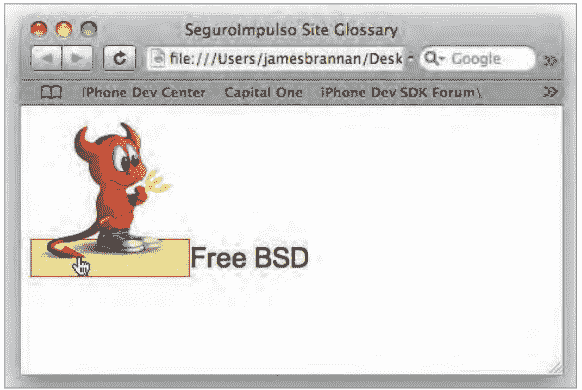 SeguroImpulso Site Glossary
file:///Users/jamesbrannan/Desk
Google
iPhone Dev Center Capital One iPhone Dev SDK Forum\
Free BSD